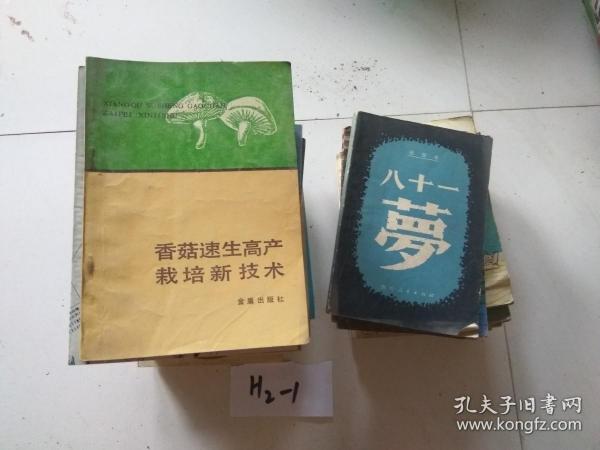 XIANGGU SUSHENG GAOCHAN
ZAIPEI XINJISHU
香菇速生高产
栽培新技术
金盾出版社
八十一
夢
H2-1
孔夫子旧书网
www.kongfz.com